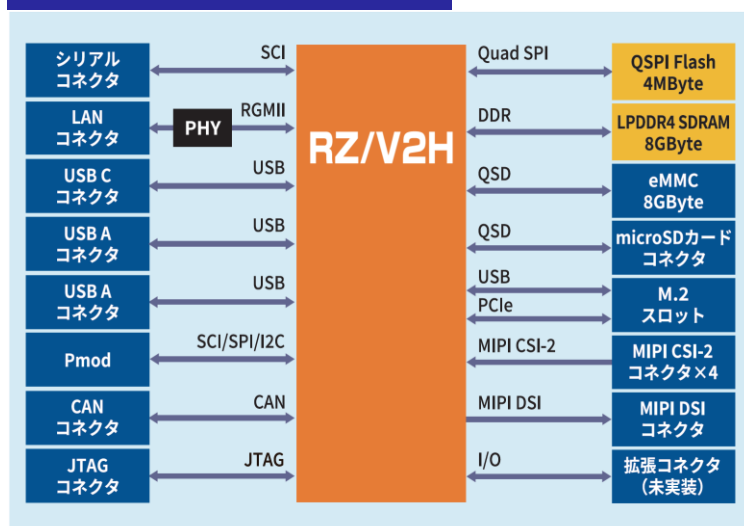 シリアル
コネクタ
SCI
LAN
コネクタ
PHY
RGMII
USB C
コネクタ
USB
USB A
コネクタ
USB
USB A
コネクタ
USB
Pmod
SCI/SPI/I2C
CAN
コネクタ
CAN
JTAG
コネクタ
JTAG
RZ/V2H
Quad SPI
QSPI Flash
4MByte
DDR
LPDDR4 SDRAM
8GByte
QSD
eMMC
8GByte
QSD
microSDカード
コネクタ
USB
PCIe
M.2
スロット
MIPI CSI-2
MIPI CSI-2
コネクタ×4
MIPI DSI
MIPI DSI
コネクタ
I/O
拡張コネクタ
（未実装）